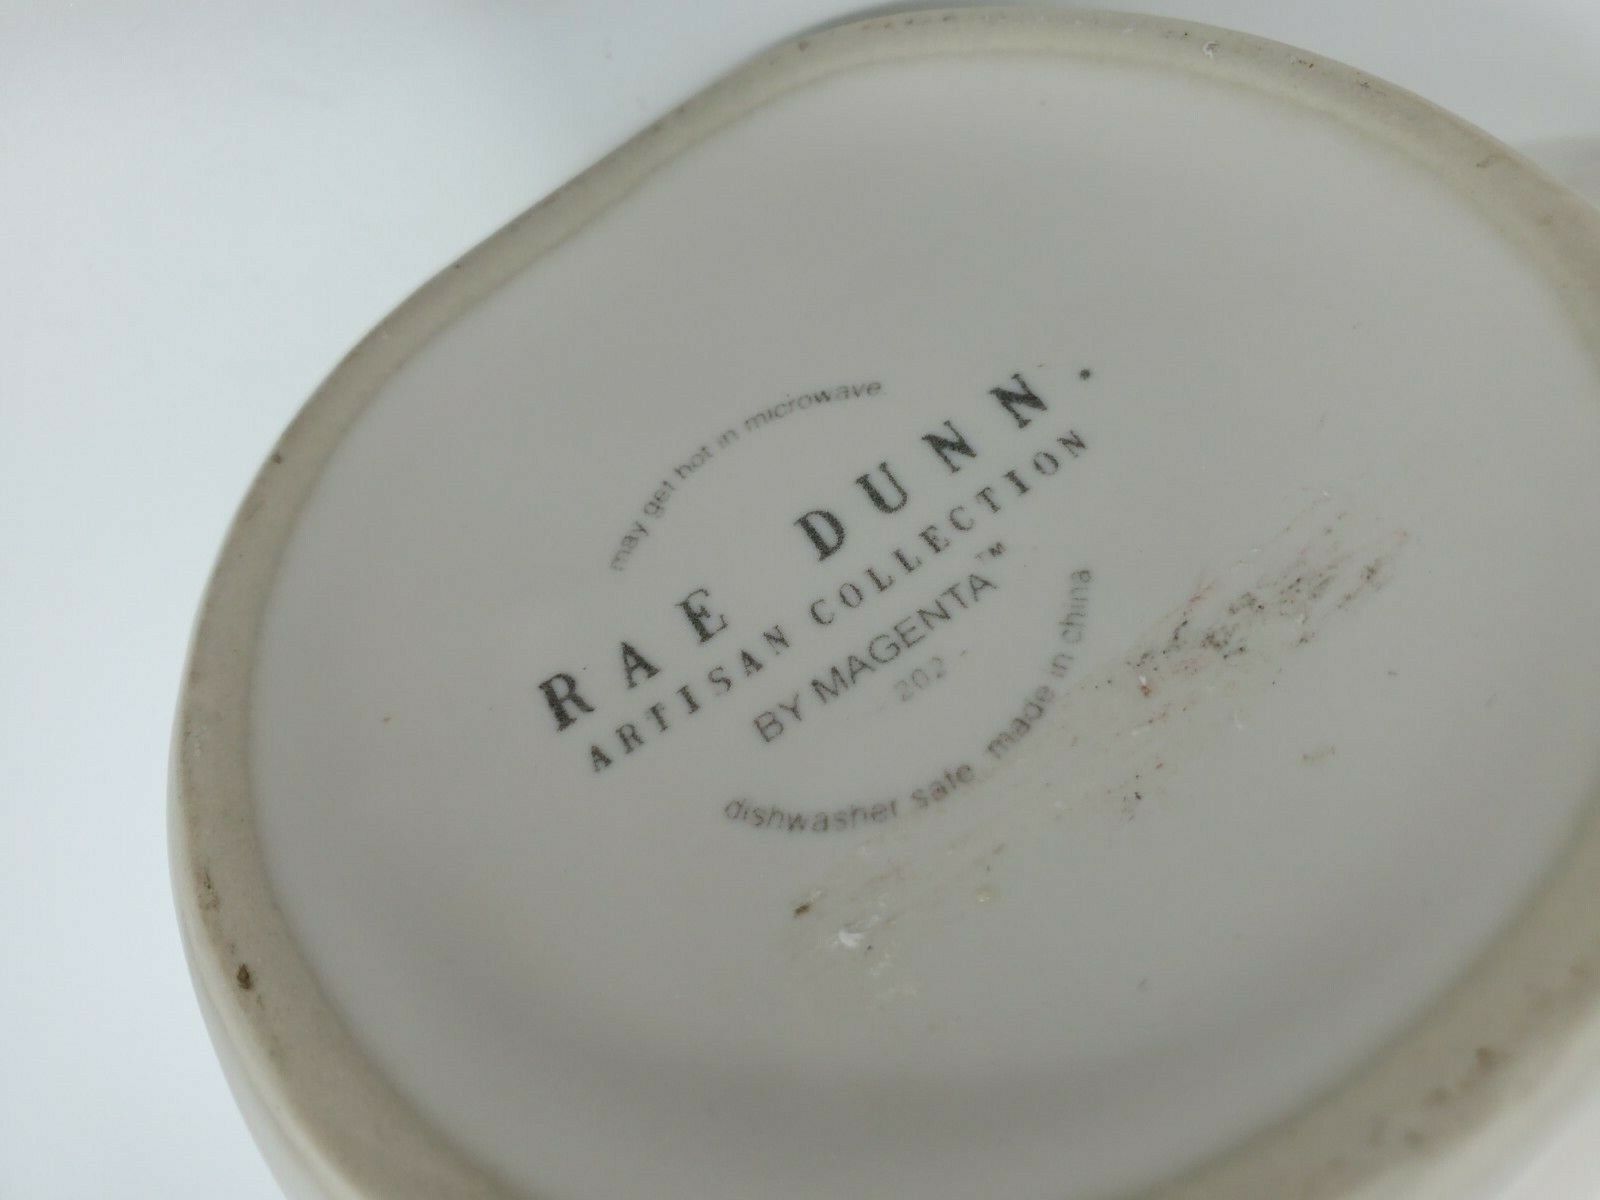 may get hot in microwave.
RAE DUNN.
ARTISAN COLLECTION
BY MAGENTA™
dishwasher safe. made in china